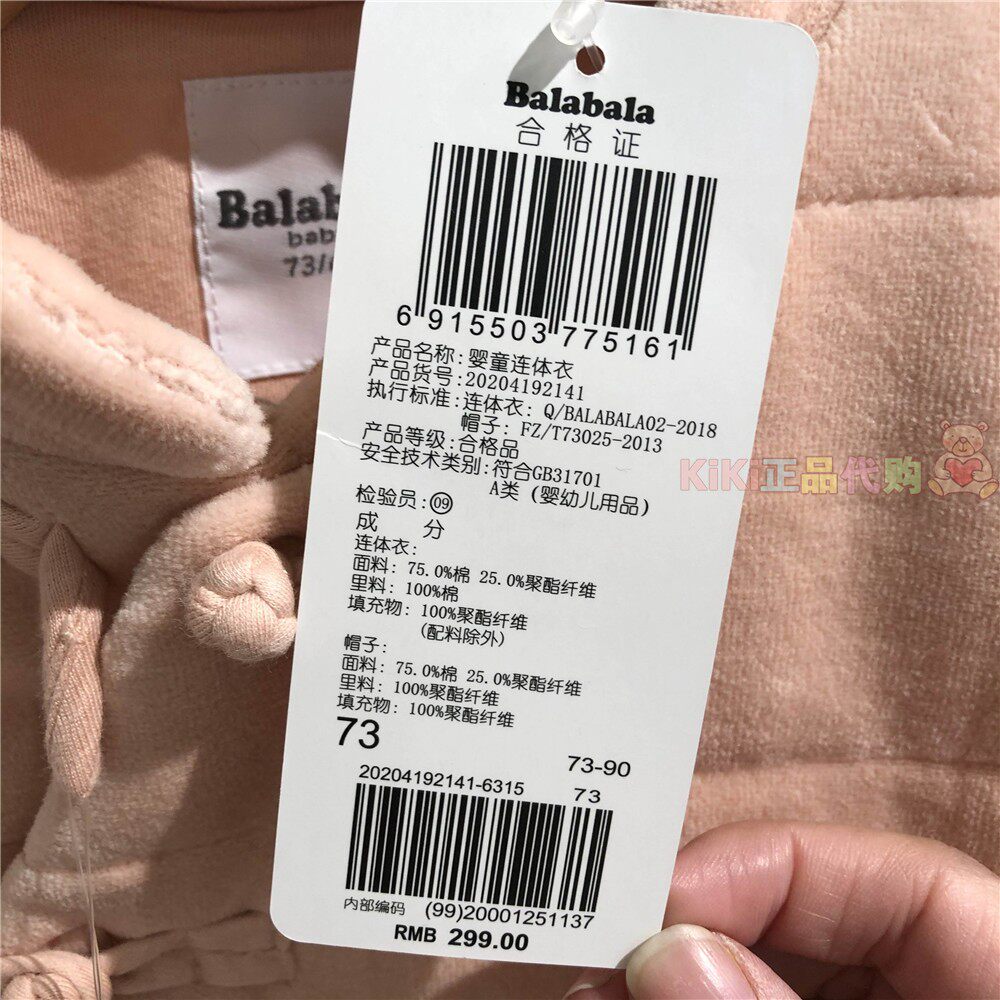 Balabala
合格证
6 915503 775161
产品名称:婴童连体衣
产品货号:20204192141
执行标准:连体衣: Q/BALABALA02-2018
帽子: FZ/T73025-2013
产品等级:合格品
安全技术类别:符合GB31701
A类 (婴幼儿用品)
检验员:09
成 分
连体衣:
面料: 75.0%棉 25.0%聚酯纤维
里料: 100%棉
填充物: 100%聚酯纤维
(配料除外)
帽子:
面料: 75.0%棉 25.0%聚酯纤维
里料: 100%聚酯纤维
填充物: 100%聚酯纤维
73
73-90
20204192141-6315
73
内部编码 (99)20001251137
RMB 299.00
KiKi正品代购